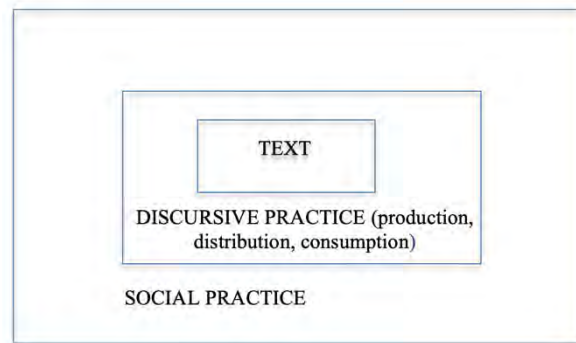 TEXT
DISCURSIVE PRACTICE (production,
distribution, consumption)
SOCIAL PRACTICE